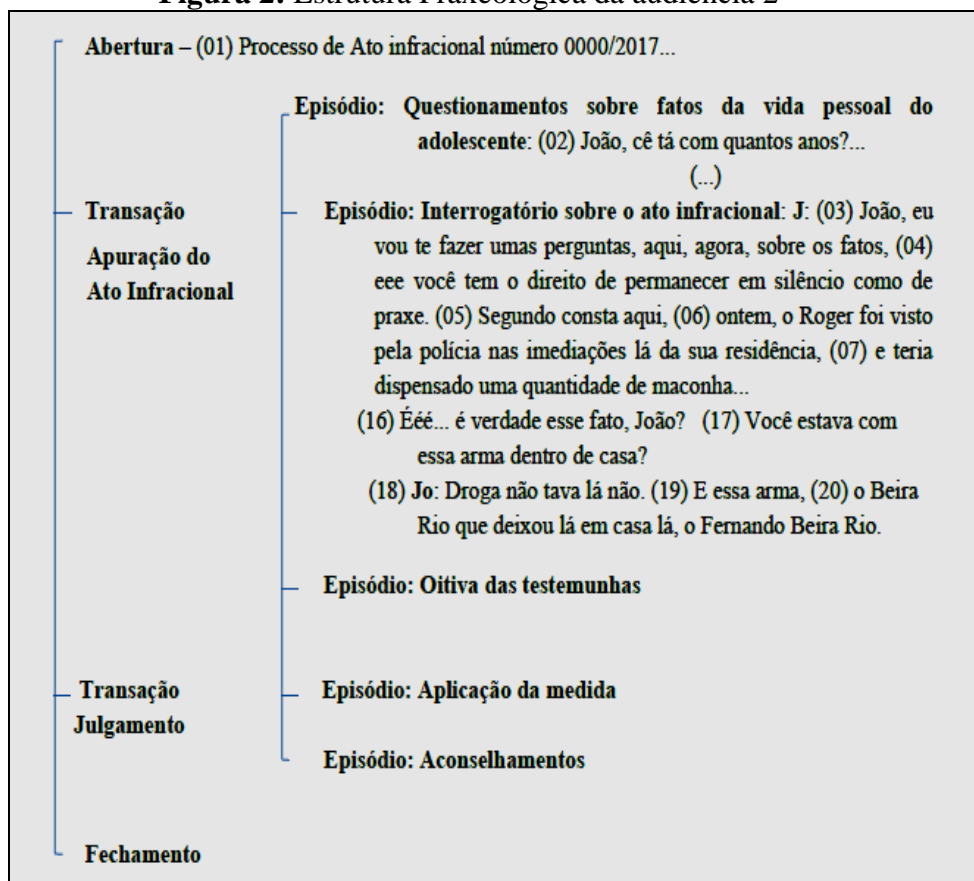 Figura 2: Estrutura Praxeológica da audiência 2
Abertura – (01) Processo de Ato infracional número 0000/2017...
Episódio: Questionamentos sobre fatos da vida pessoal do
adolescente: (02) João, cê tá com quantos anos?...
(...)
Transação
Apuração do
Ato Infracional
Episódio: Interrogatório sobre o ato infracional: J: (03) João, eu
vou te fazer umas perguntas, aqui, agora, sobre os fatos, (04)
eee você tem o direito de permanecer em silêncio como de
praxe. (05) Segundo consta aqui, (06) ontem, o Roger foi visto
pela polícia nas imediações lá da sua residência, (07) e teria
dispensado uma quantidade de maconha...
(16) Ééé... é verdade esse fato, João? (17) Você estava com
essa arma dentro de casa?
(18) Jo: Droga não tava lá não. (19) E essa arma, (20) o Beira
Rio que deixou lá em casa lá, o Fernando Beira Rio.
Episódio: Oitiva das testemunhas
Transação
Julgamento
Episódio: Aplicação da medida
Episódio: Aconselhamentos
Fechamento